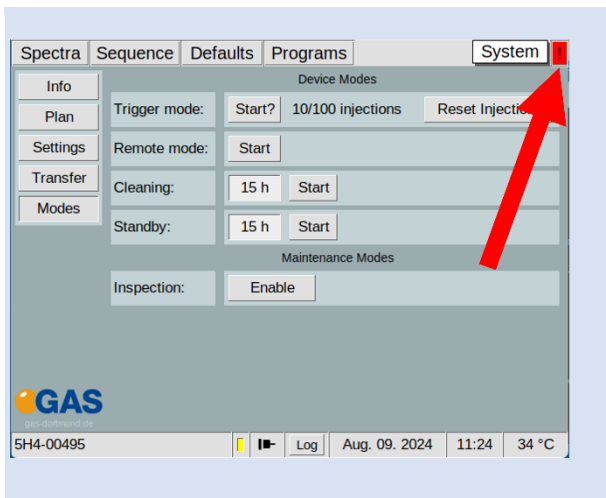 Spectra Sequence Defaults Programs System !
Info
Plan
Settings
Transfer
Modes
Device Modes
Trigger mode: Start? 10/100 injections Reset
Remote mode: Start
Cleaning: 15 h Start
Standby: 15 h Start
Maintenance Modes
Inspection: Enable
GAS
gas-dortmund.de
5H4-00495 Log Aug. 09. 2024 11:24 34 °C